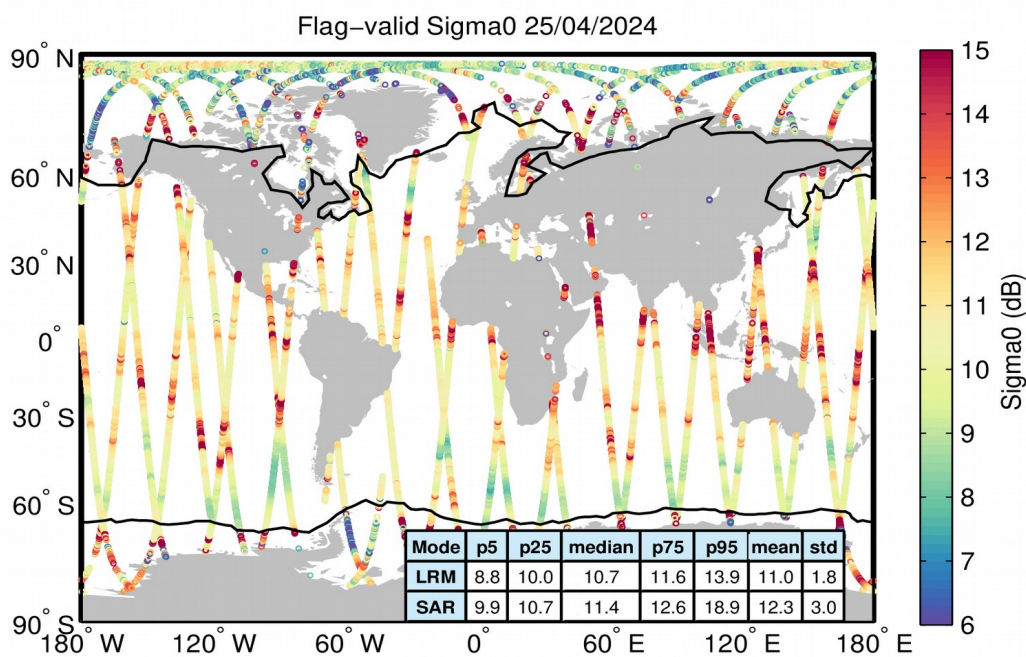 Flag−valid Sigma0 25/04/2024
90° N
60° N
30° N
0°
30° S
60° S
90° S
180° W
120° W
60° W
0°
60° E
120° E
180° E
Mode p5 p25 median p75 p95 mean std
LRM 8.8 10.0 10.7 11.6 13.9 11.0 1.8
SAR 9.9 10.7 11.4 12.6 18.9 12.3 3.0
15
14
13
12
11
10
9
8
7
6
Sigma0 (dB)